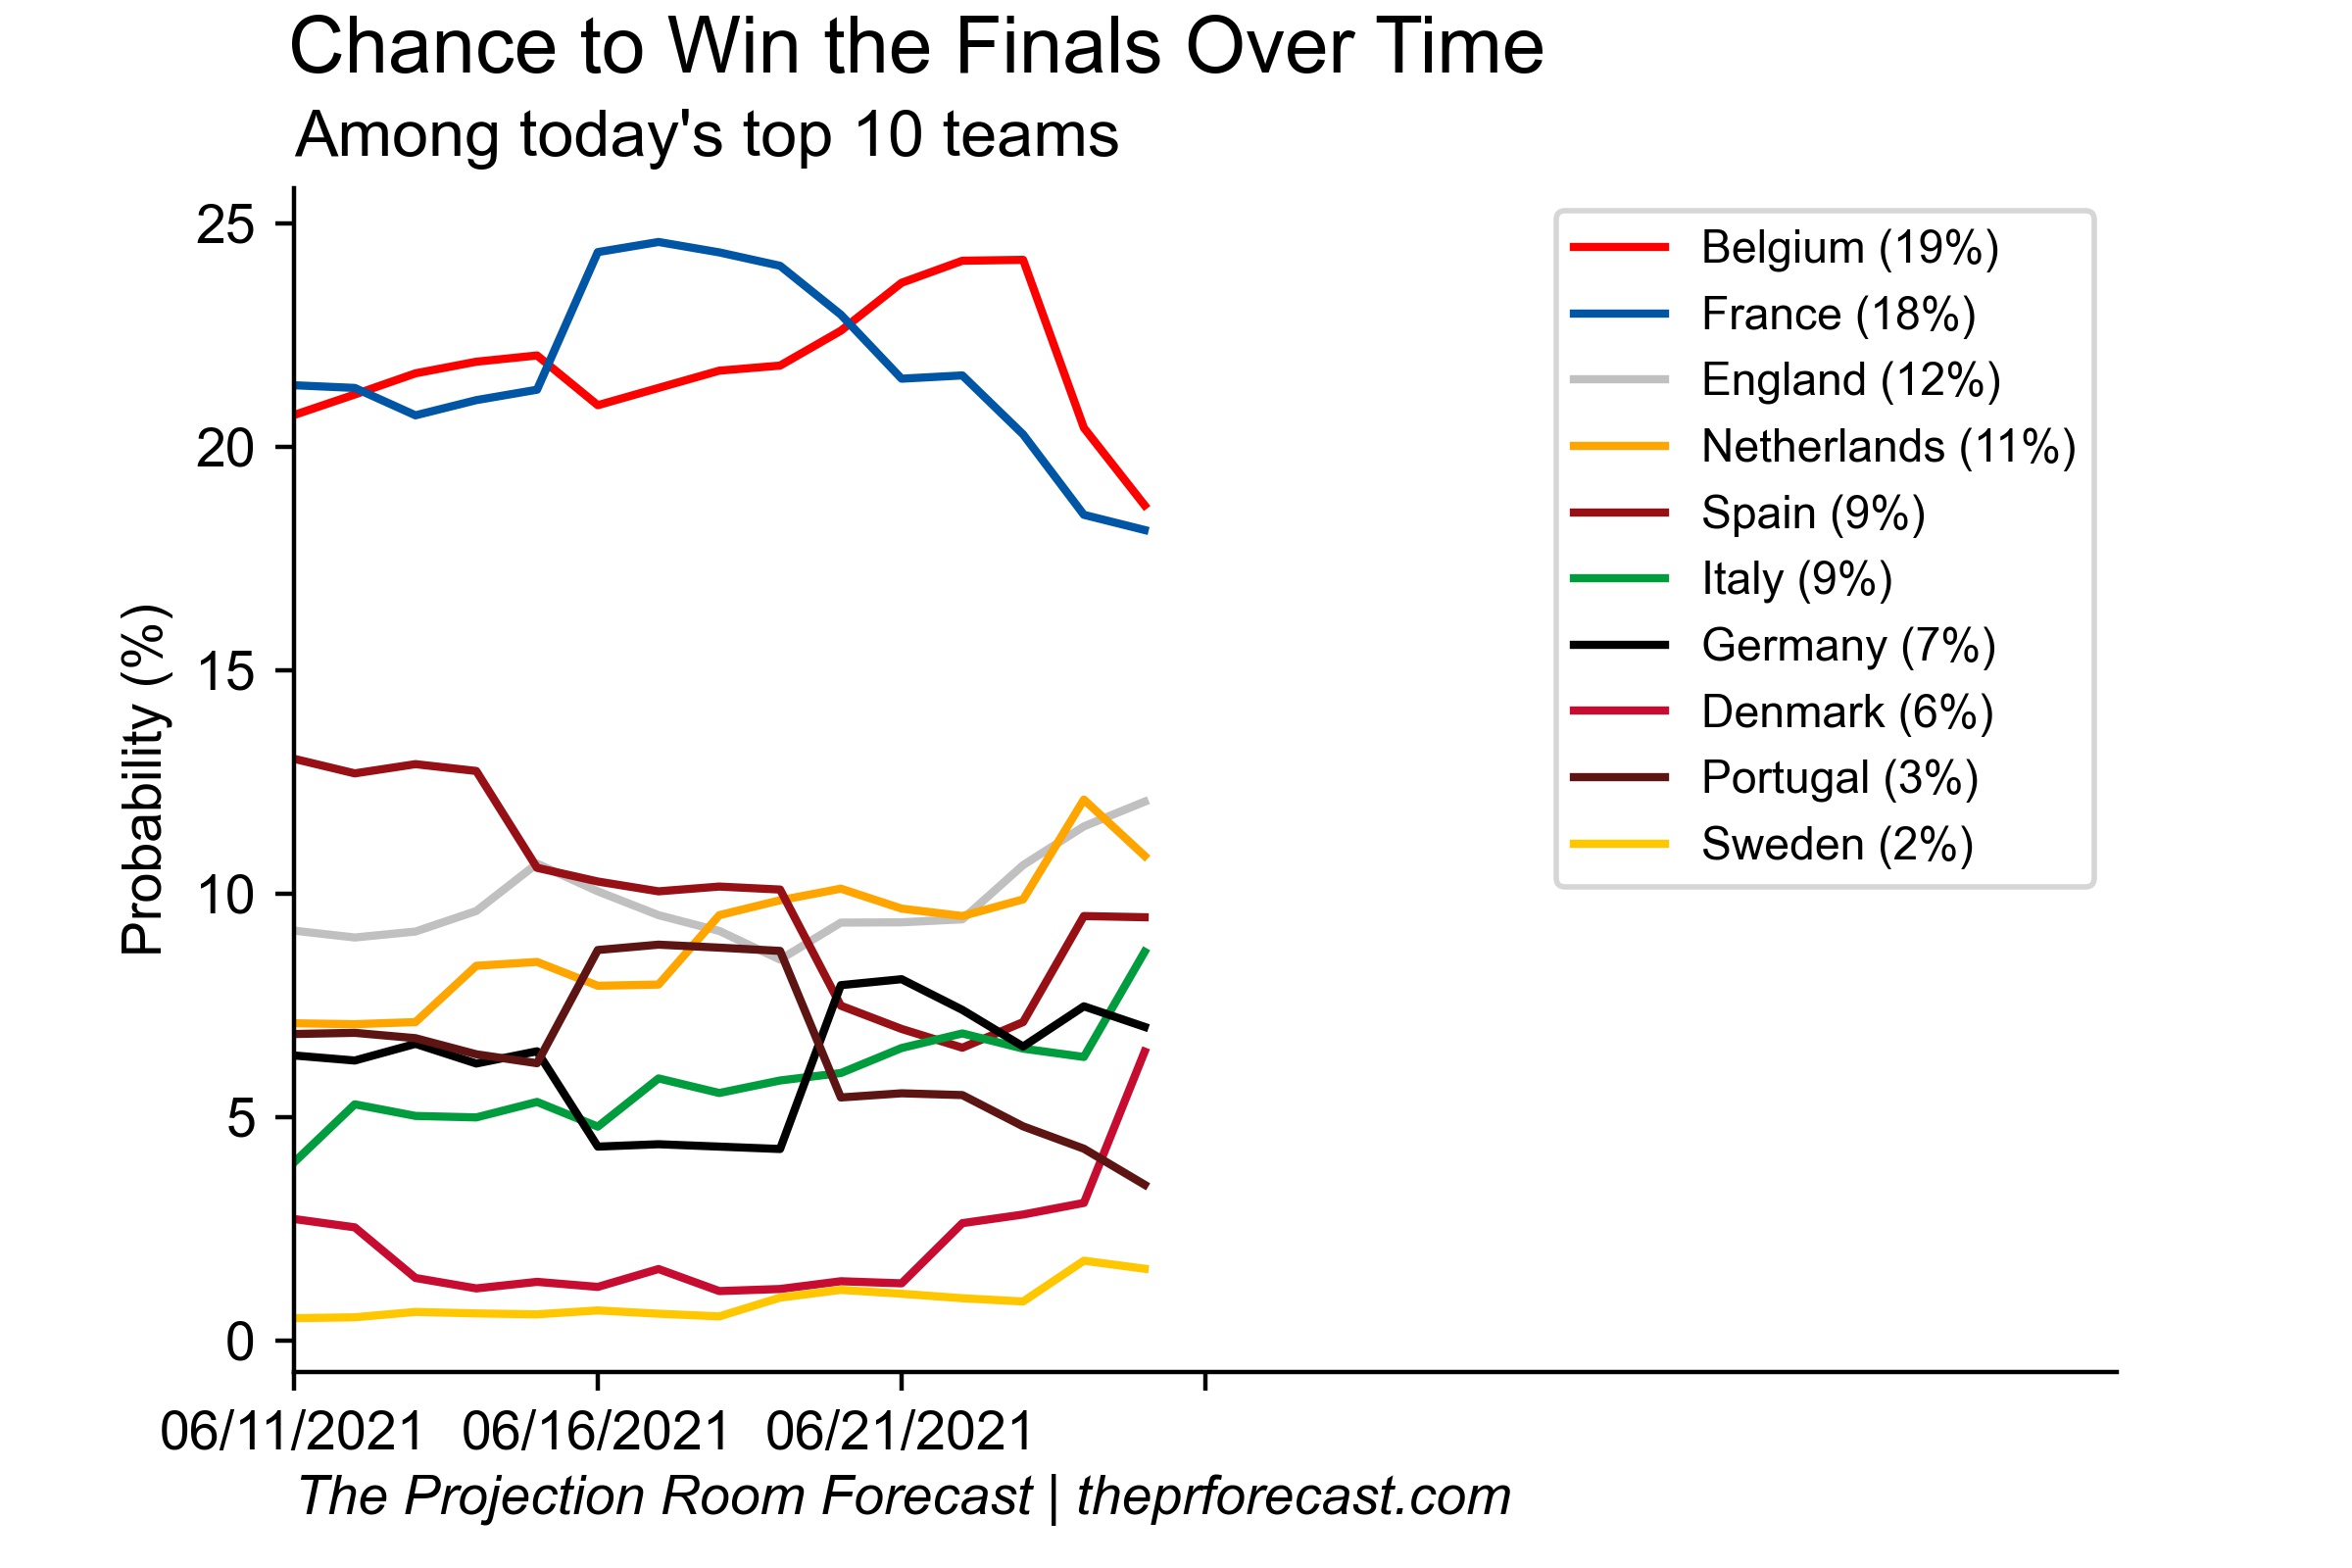 Chance to Win the Finals Over Time
Among today's top 10 teams
25
20
15
10
5
0
Probability (%)
Belgium (19%)
France (18%)
England (12%)
Netherlands (11%)
Spain (9%)
Italy (9%)
Germany (7%)
Denmark (6%)
Portugal (3%)
Sweden (2%)
06/11/2021 06/16/2021 06/21/2021
The Projection Room Forecast | theprforecast.com